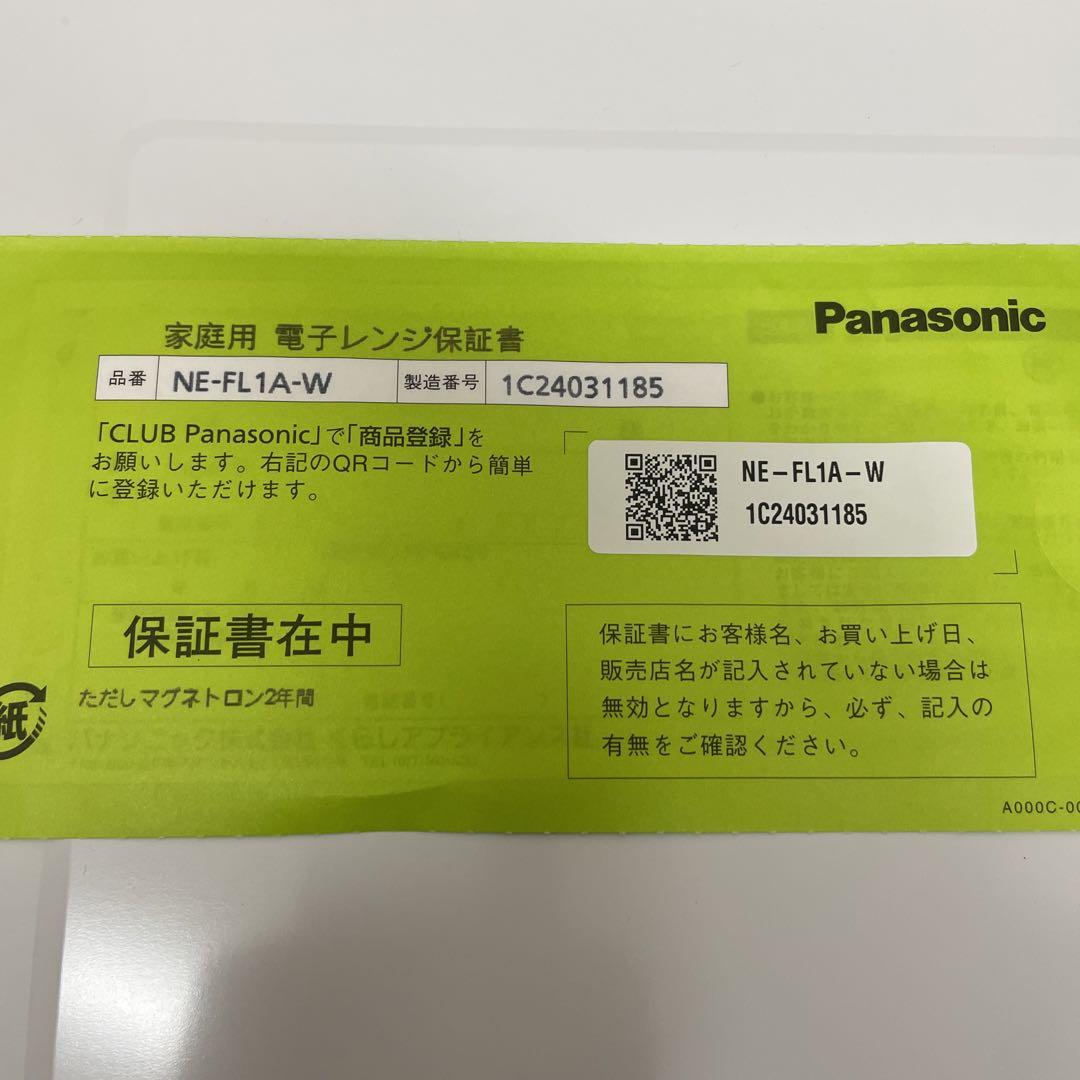 Panasonic
家庭用 電子レンジ保証書
品番 NE-FL1A-W 製造番号 1C24031185
「CLUB Panasonic」で「商品登録」を
お願いします。右記のQRコードから簡単
に登録いただけます。
NE-FL1A-W
1C24031185
保証書在中
ただしマグネトロン2年間
紙
保証書にお客様名、お買い上げ日、
販売店名が記入されていない場合は
無効となりますから、必ず、記入の
有無をご確認ください。
A000C-00